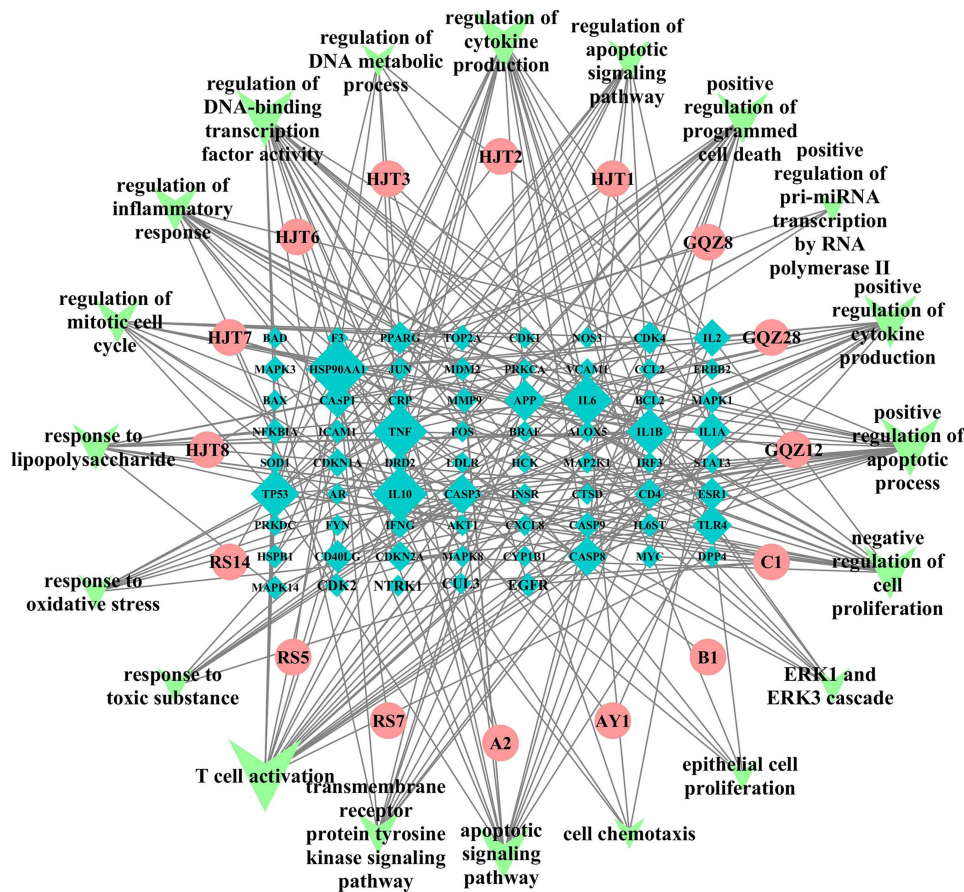 regulation of
DNA metabolic
process
regulation of
cytokine
production
regulation of
apoptotic
signaling
pathway
regulation of
DNA-binding
transcription
factor activity
positive
regulation of
programmed
cell death
positive
regulation of
pri-miRNA
transcription
by RNA
polymerase II
regulation of
inflammatory
response
HJT3
HJT2
HJT1
HJT6
GQZ8
regulation of
mitotic cell
cycle
positive
regulation of
cytokine
production
HJT7
GQZ28
BAD F3 PPARG TOP2A CDK1 NOS3 CDK4 IL2
MAPK3 HSP90AA1 JUN MDM2 PRKCA VCAM1 CCL2 ERBB2
BAX CASP1 CRP MMP9 APP IL6 BCL2 MAPK1
NFKBIA ICAM1 TNF FOS BRAF ALOX5 IL1B IL1A
SOD1 CDKN1A DRD2 LDLR HCK MAP2K1 IRF3 STAT3
TP53 AR IL10 CASP3 INSR CTSD CD4 ESR1
PRKDC FYN IFNG AKT1 CXCL8 CASP9 IL6ST TLR4
HSPB1 CD40LG CDKN2A MAPK8 CYP1B1 CASP8 MYC DPP4
MAPK14 CDK2 NTRK1 CUL3 EGFR
response to
lipopolysaccharide
HJT8
GQZ12
positive
regulation of
apoptotic
process
response to
oxidative stress
RS14
C1
negative
regulation of
cell
proliferation
response to
toxic substance
RS5
B1
ERK1 and
ERK3 cascade
RS7
A2
AY1
T cell activation
transmembrane
receptor
protein tyrosine
kinase signaling
pathway
apoptotic
signaling
pathway
cell chemotaxis
epithelial cell
proliferation